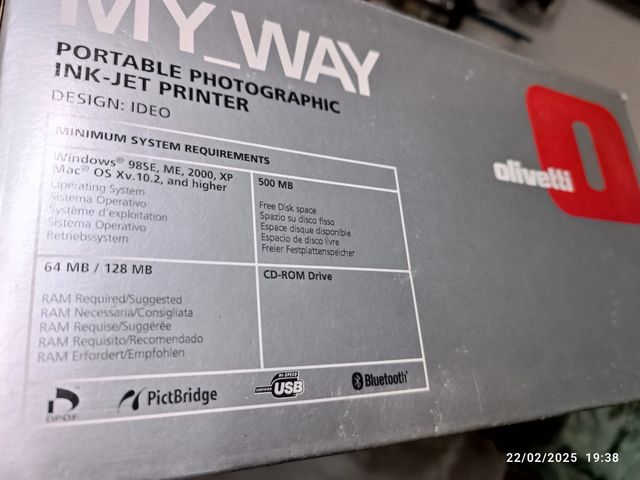 MY_WAY
PORTABLE PHOTOGRAPHIC
INK-JET PRINTER
DESIGN: IDEO
olivetti
MINIMUM SYSTEM REQUIREMENTS
Windows® 98SE, ME, 2000, XP
Mac® OS Xv.10.2, and higher
Operating System
Sistema Operativo
Système d'exploitation
Sistema Operativo
Betriebssystem
500 MB
Free Disk space
Spazio su disco fisso
Espace disque disponible
Espacio de disco livre
Freier Festplattenspeicher
64 MB / 128 MB
RAM Required/Suggested
RAM Necessaria/Consigliata
RAM Requise/Suggérée
RAM Requisito/Recomendado
RAM Erfordert/Empfohlen
CD-ROM Drive
DPOF
PictBridge
HI-SPEED
CERTIFIED
USB
Bluetooth®
22/02/2025 19:38